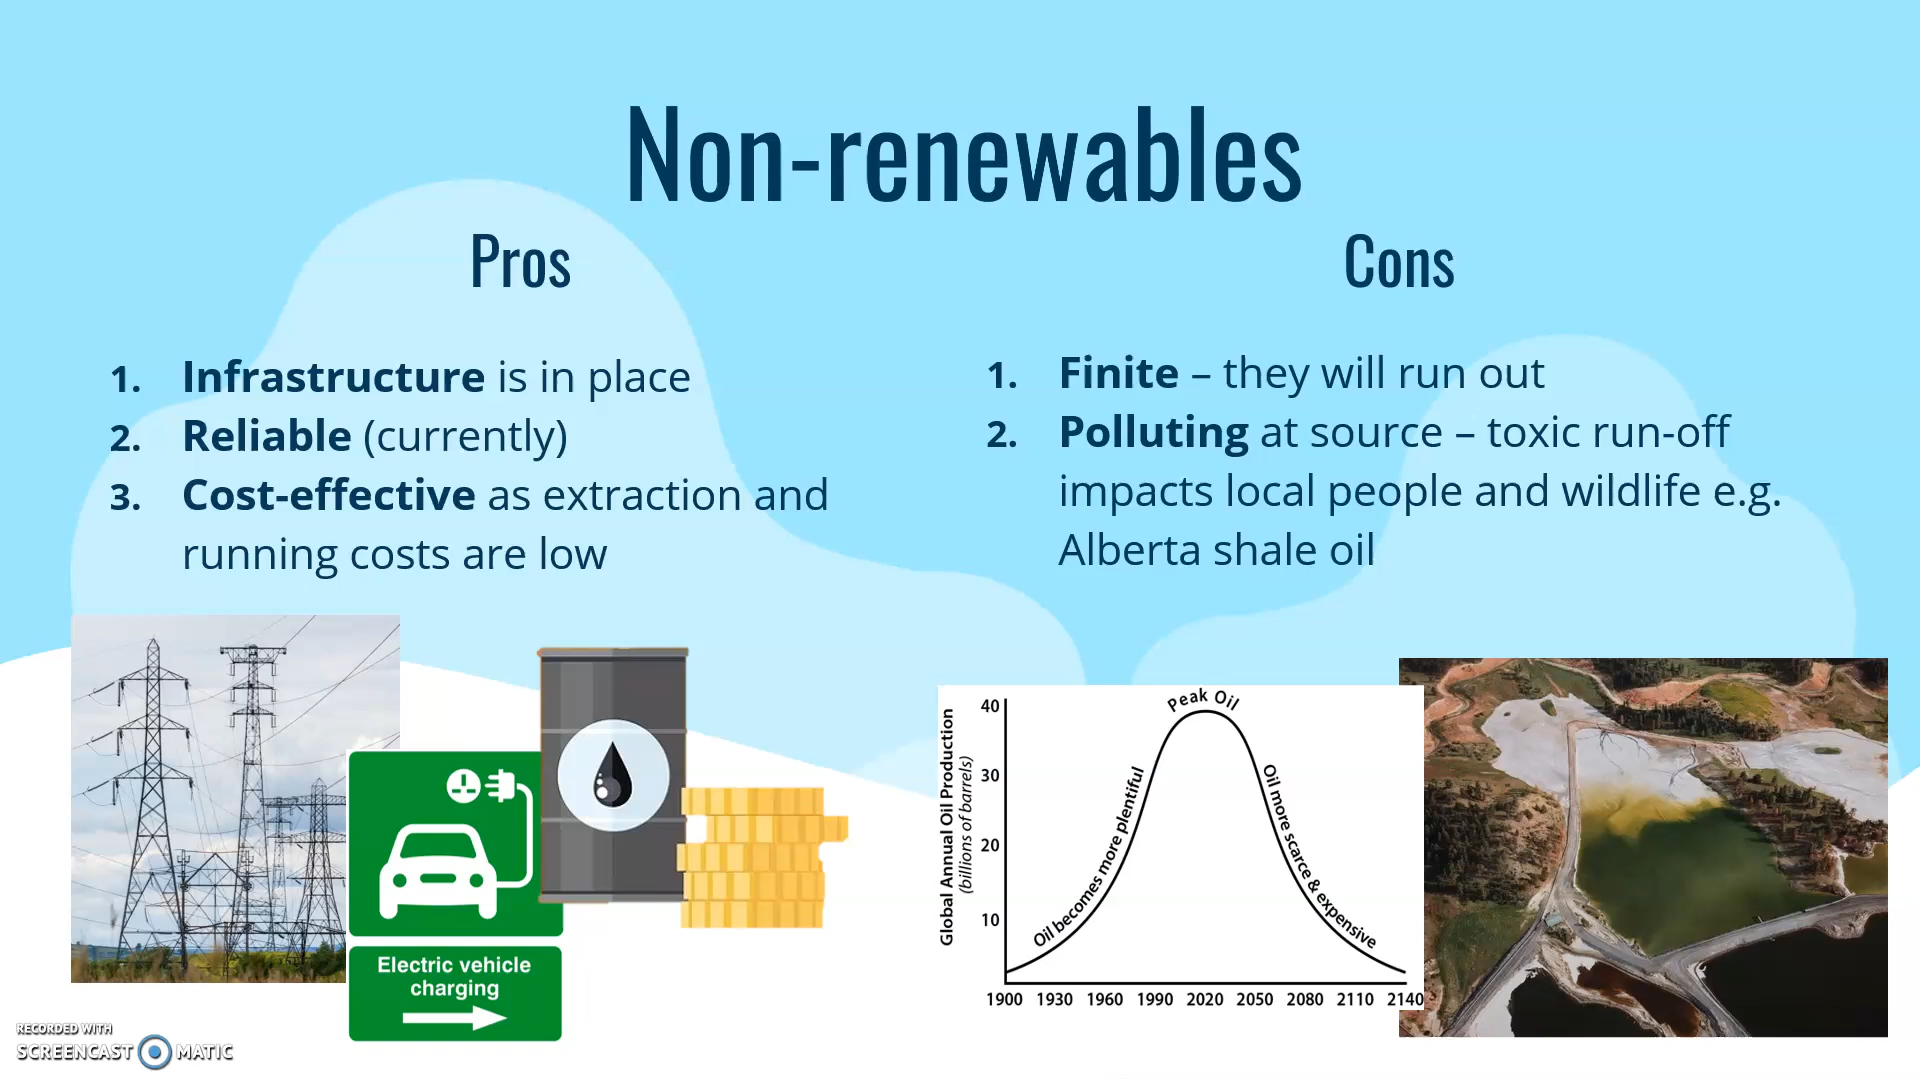 Non-renewables
Pros
1. Infrastructure is in place
2. Reliable (currently)
3. Cost-effective as extraction and
running costs are low
Cons
1. Finite – they will run out
2. Polluting at source – toxic run-off
impacts local people and wildlife e.g.
Alberta shale oil
Electric vehicle
charging
Global Annual Oil Production
(billions of barrels)
40
30
20
10
Oil becomes more plentiful
Peak Oil
Oil more scarce & expensive
1900 1930 1960 1990 2020 2050 2080 2110 2140
RECORDED WITH
SCREENCAST MATIC